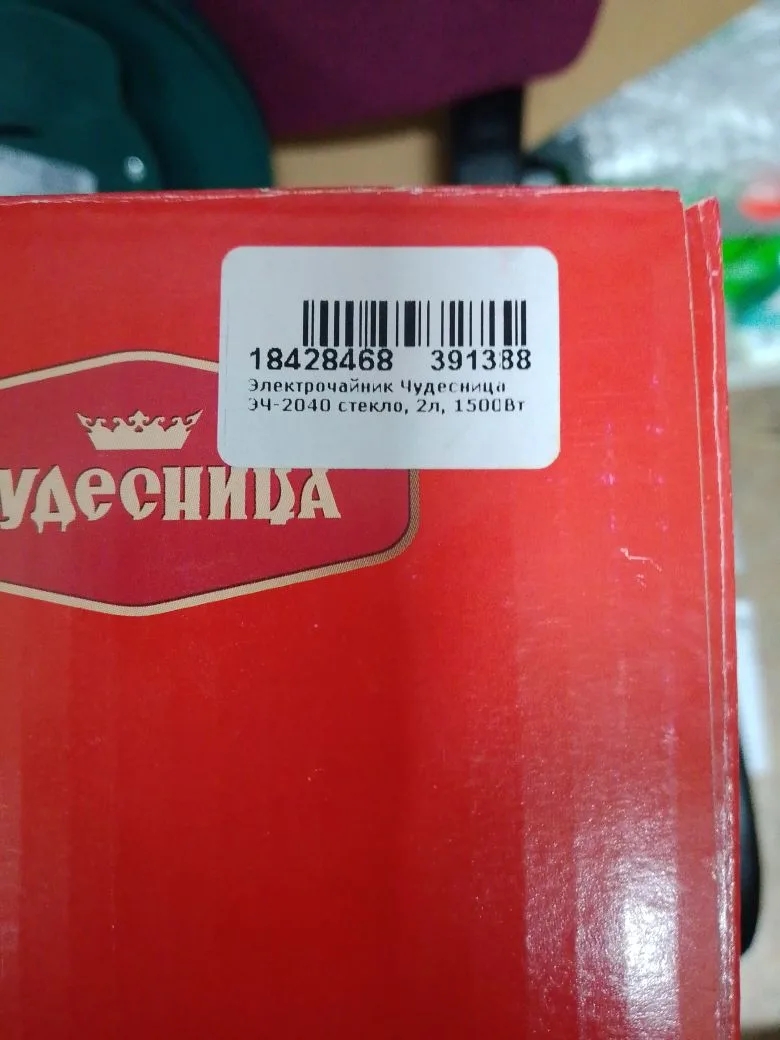 18428468 391388
Электрочайник Чудесница
ЭЧ-2040 стекло, 2л, 1500Вт
УДЕСНИЦА